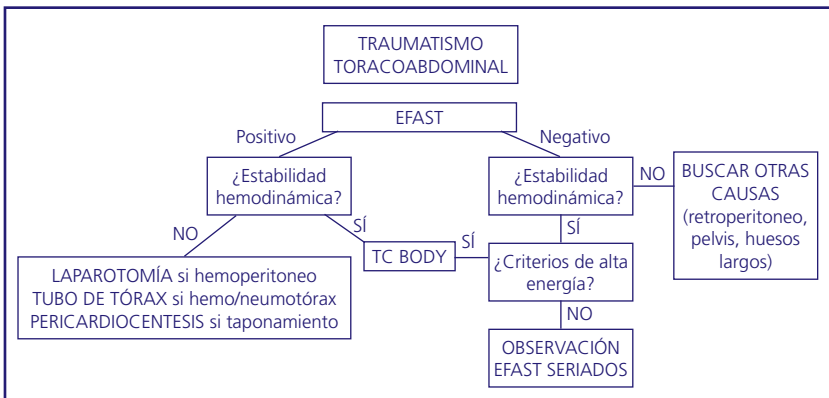 TRAUMATISMO
TORACOABDOMINAL
EFAST
Positivo
Negativo
¿Estabilidad
hemodinámica?
¿Estabilidad
hemodinámica?
NO
BUSCAR OTRAS
CAUSAS
(retroperitoneo,
pelvis, huesos
largos)
NO
SÍ
SÍ
TC BODY
SÍ
¿Criterios de alta
energía?
LAPAROTOMÍA si hemoperitoneo
TUBO DE TÓRAX si hemo/neumotórax
PERICARDIOCENTESIS si taponamiento
NO
OBSERVACIÓN
EFAST SERIADOS